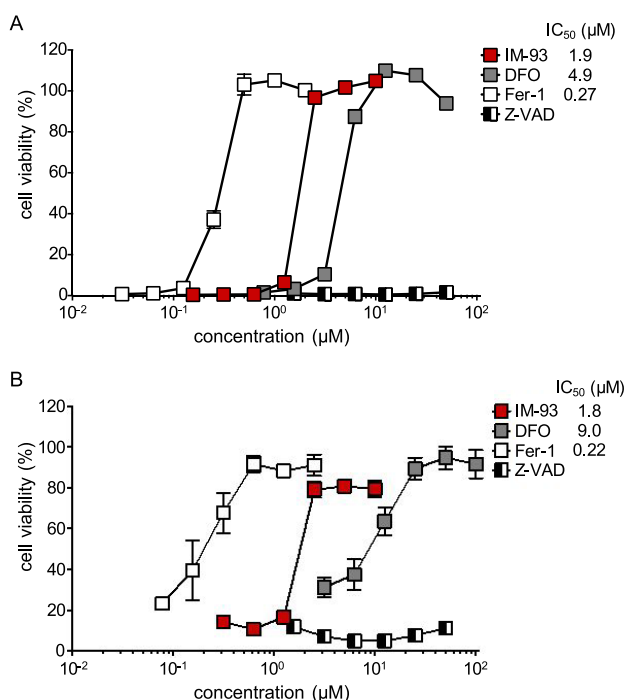 A
IC50 (µM)
IM-93 1.9
DFO 4.9
Fer-1 0.27
Z-VAD
cell viability (%)
120
100
80
60
40
20
0
10-2 10-1 100 101 102
concentration (µM)
B
IC50 (µM)
IM-93 1.8
DFO 9.0
Fer-1 0.22
Z-VAD
cell viability (%)
120
100
80
60
40
20
0
10-2 10-1 100 101 102
concentration (µM)